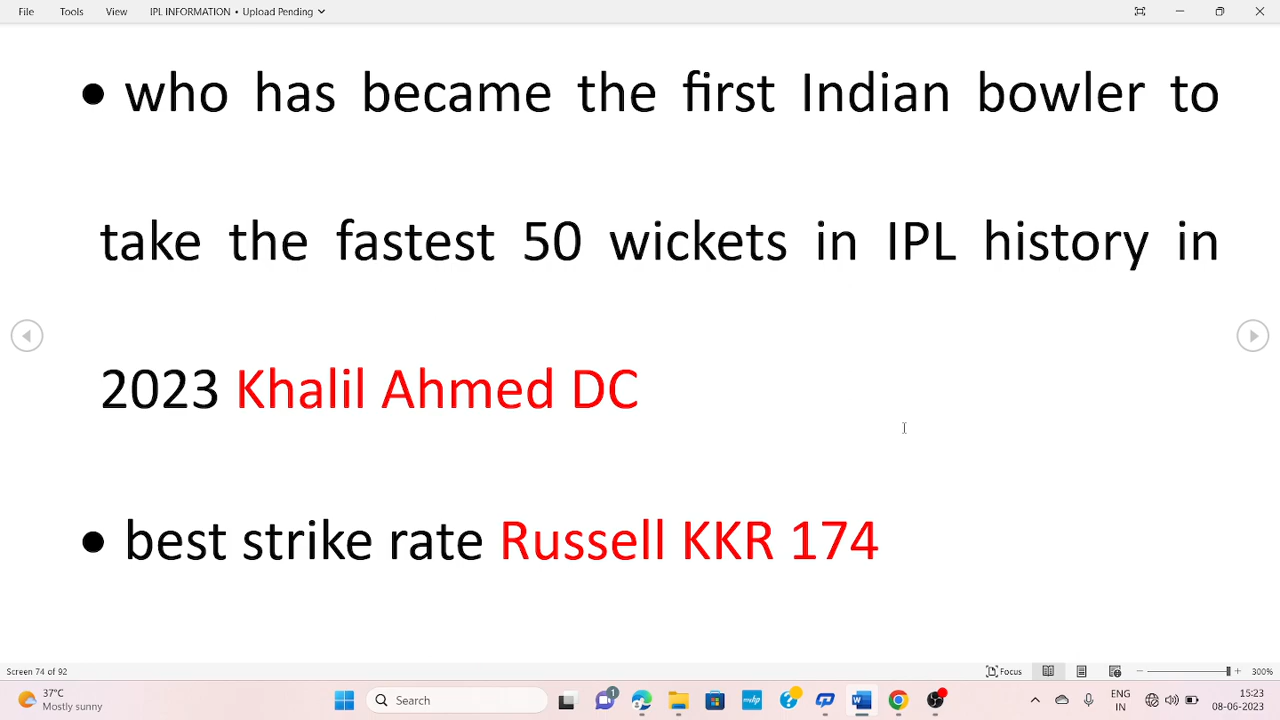 File Tools View IPL INFORMATION • Upload Pending
• who has became the first Indian bowler to
take the fastest 50 wickets in IPL history in
2023 Khalil Ahmed DC
• best strike rate Russell KKR 174
Screen 74 of 92 Focus 300%
37°C
Mostly sunny
Search
1
ENG
IN
15:23
08-06-2023